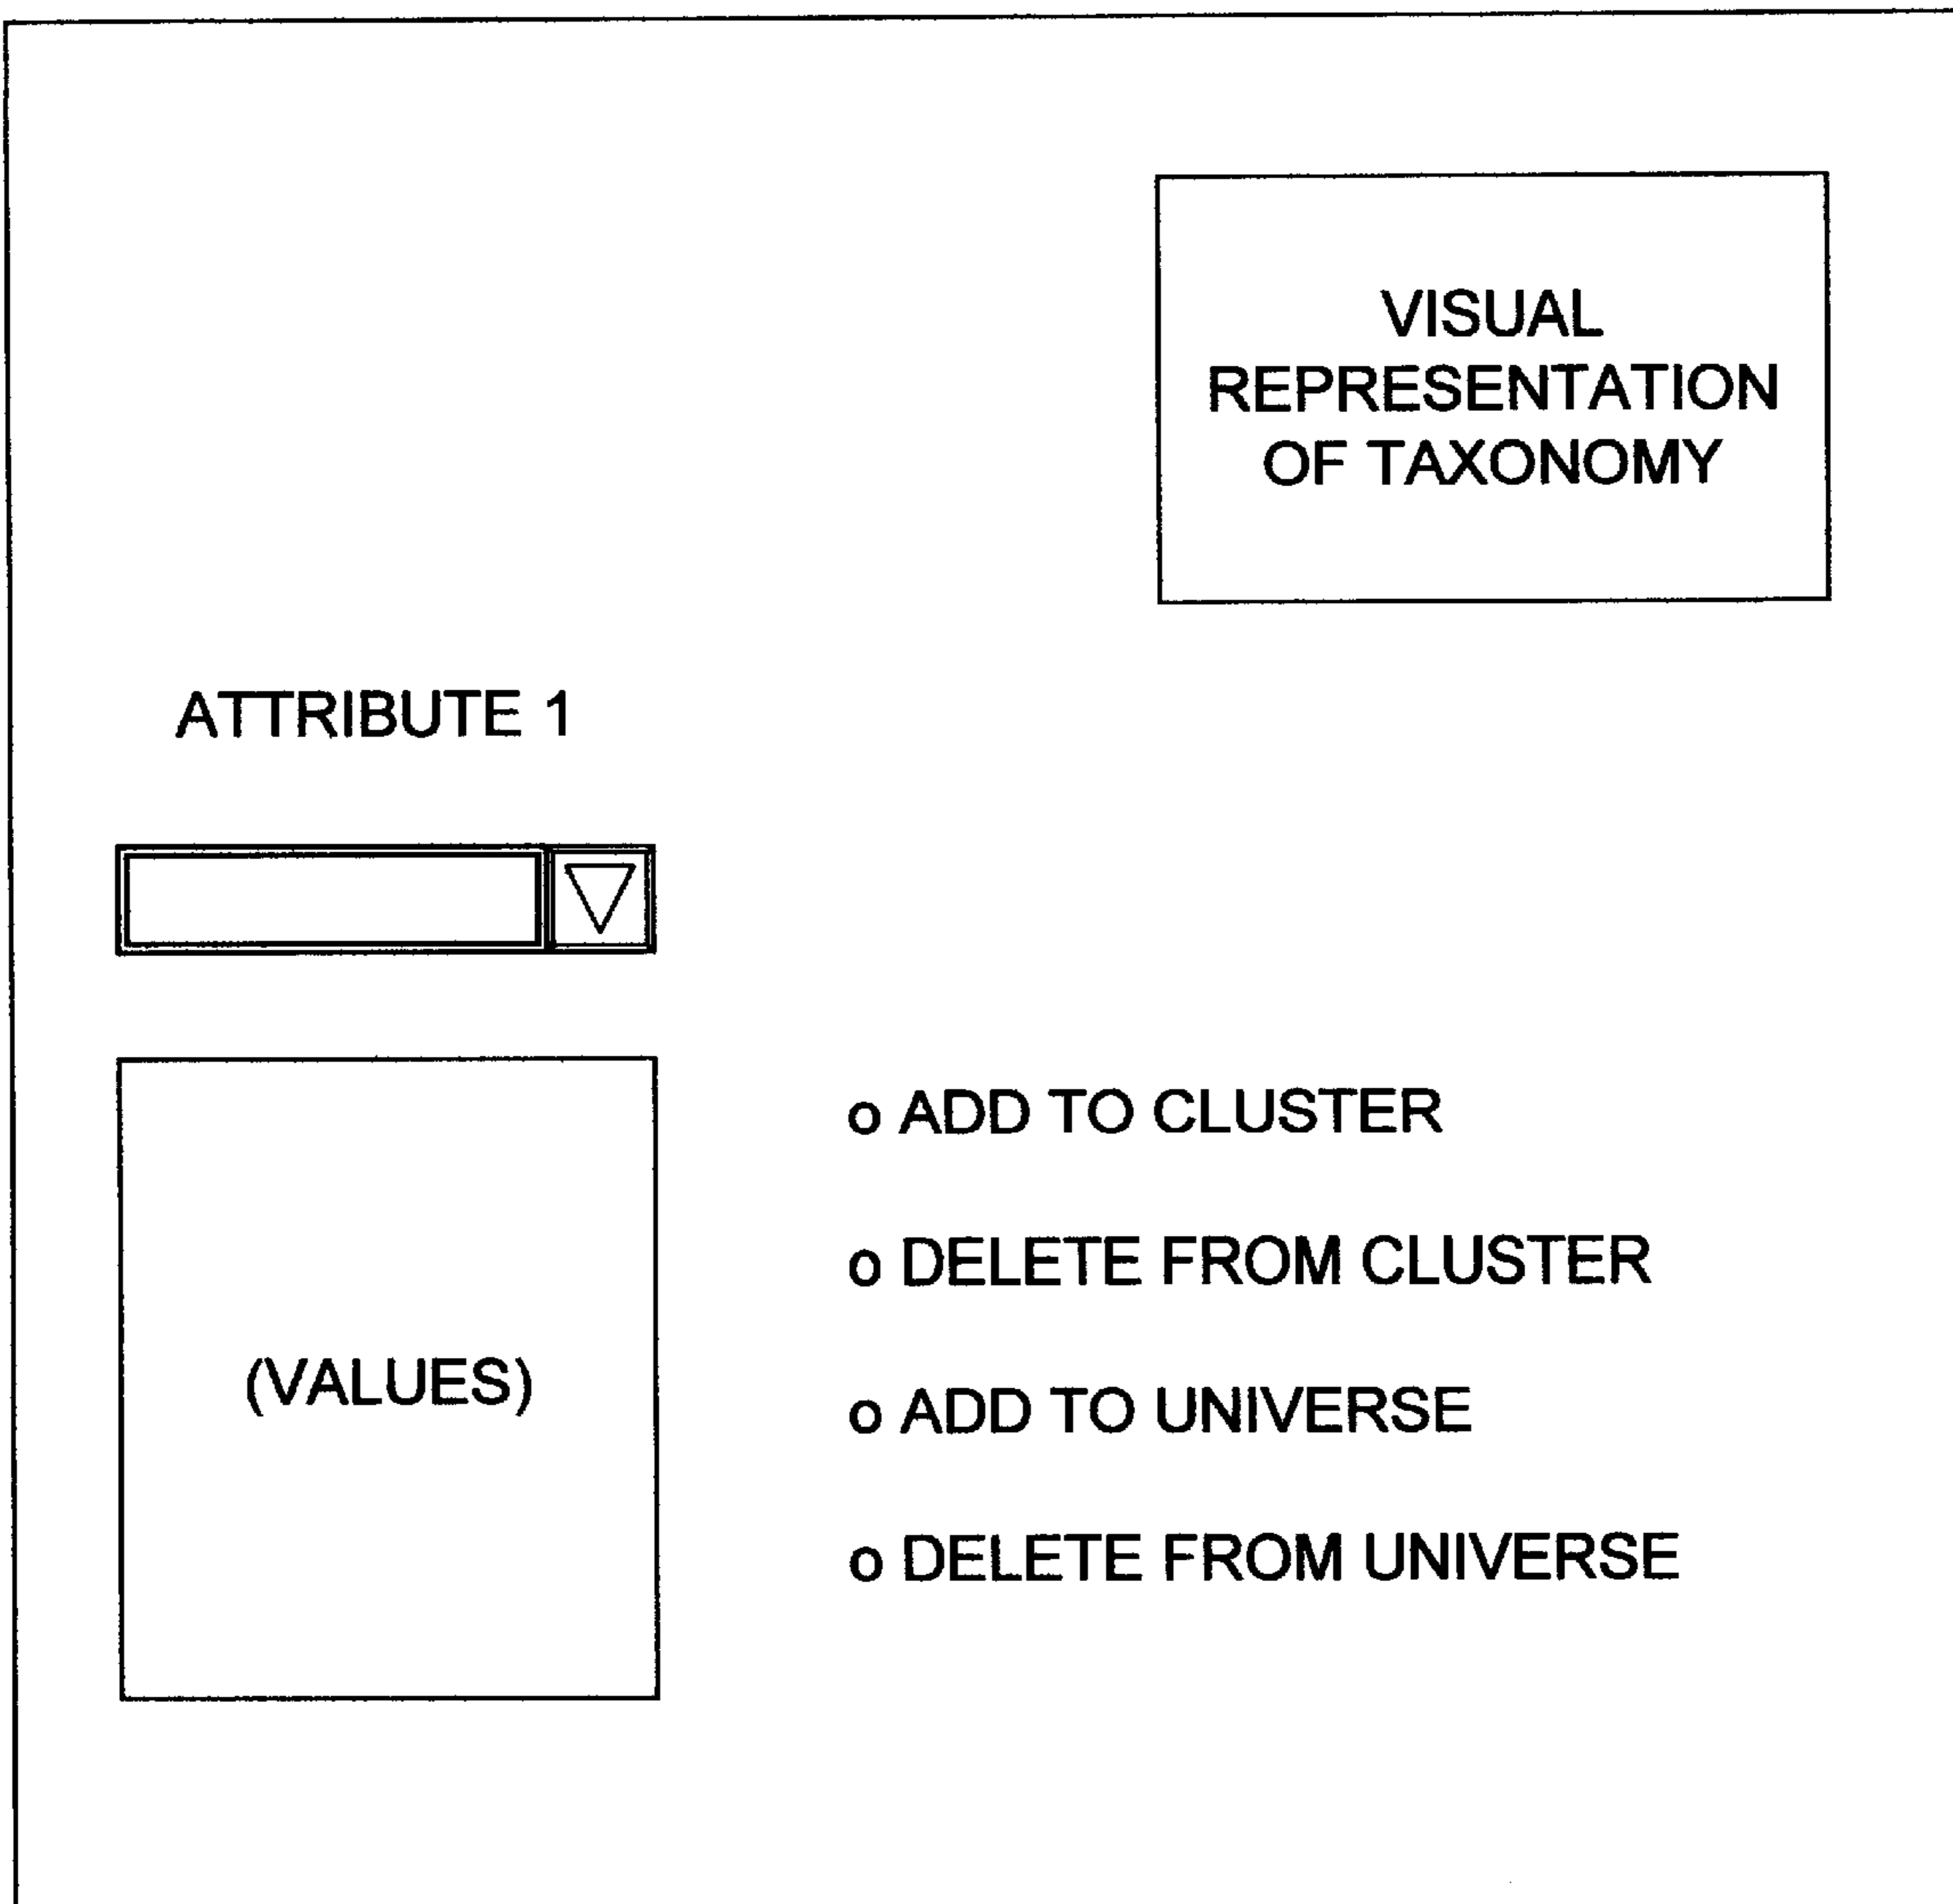 VISUAL
REPRESENTATION
OF TAXONOMY
ATTRIBUTE 1
(VALUES)
o ADD TO CLUSTER
o DELETE FROM CLUSTER
o ADD TO UNIVERSE
o DELETE FROM UNIVERSE